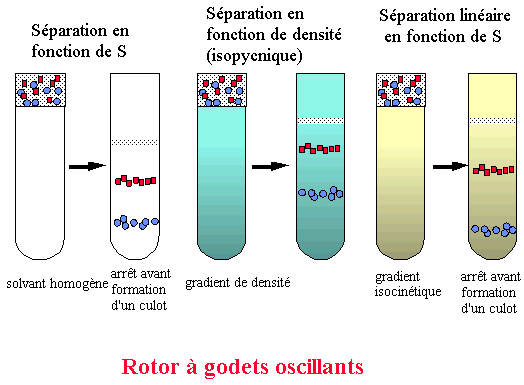 Séparation en
fonction de S
Séparation en
fonction de densité
(isopycnique)
Séparation linéaire
en fonction de S
solvant homogène
arrêt avant
formation
d'un culot
gradient de densité
gradient
isocinétique
arrêt avant
formation
d'un culot
Rotor à godets oscillants